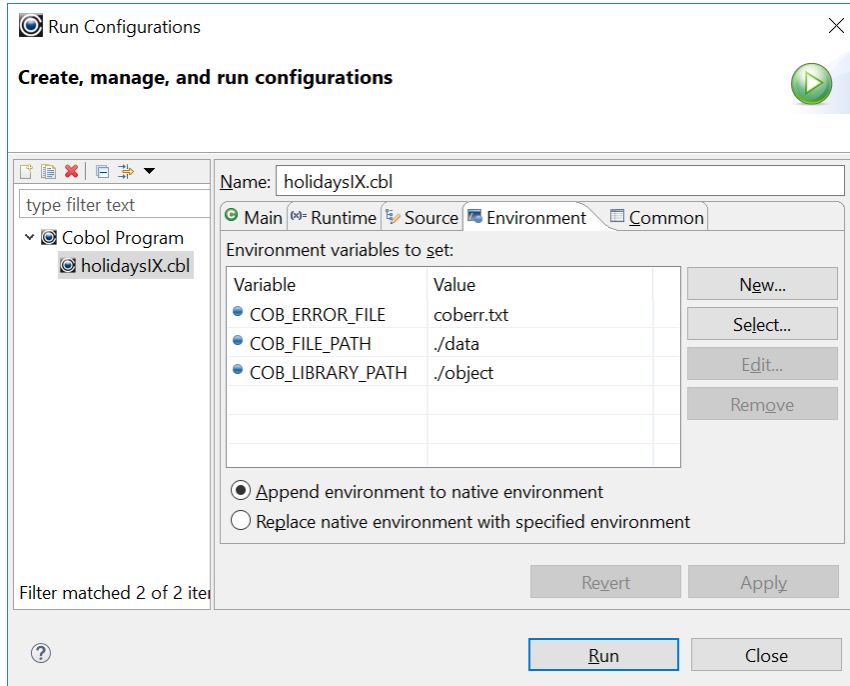 Run Configurations
Create, manage, and run configurations
Name: holidaysIX.cbl
type filter text
Main (x)= Runtime Source Environment Common
Cobol Program
holidaysIX.cbl
Environment variables to set:
Variable Value
COB_ERROR_FILE coberr.txt
COB_FILE_PATH ./data
COB_LIBRARY_PATH ./object
New...
Select...
Edit...
Remove
Append environment to native environment
Replace native environment with specified environment
Filter matched 2 of 2 iter
Revert Apply
? Run Close